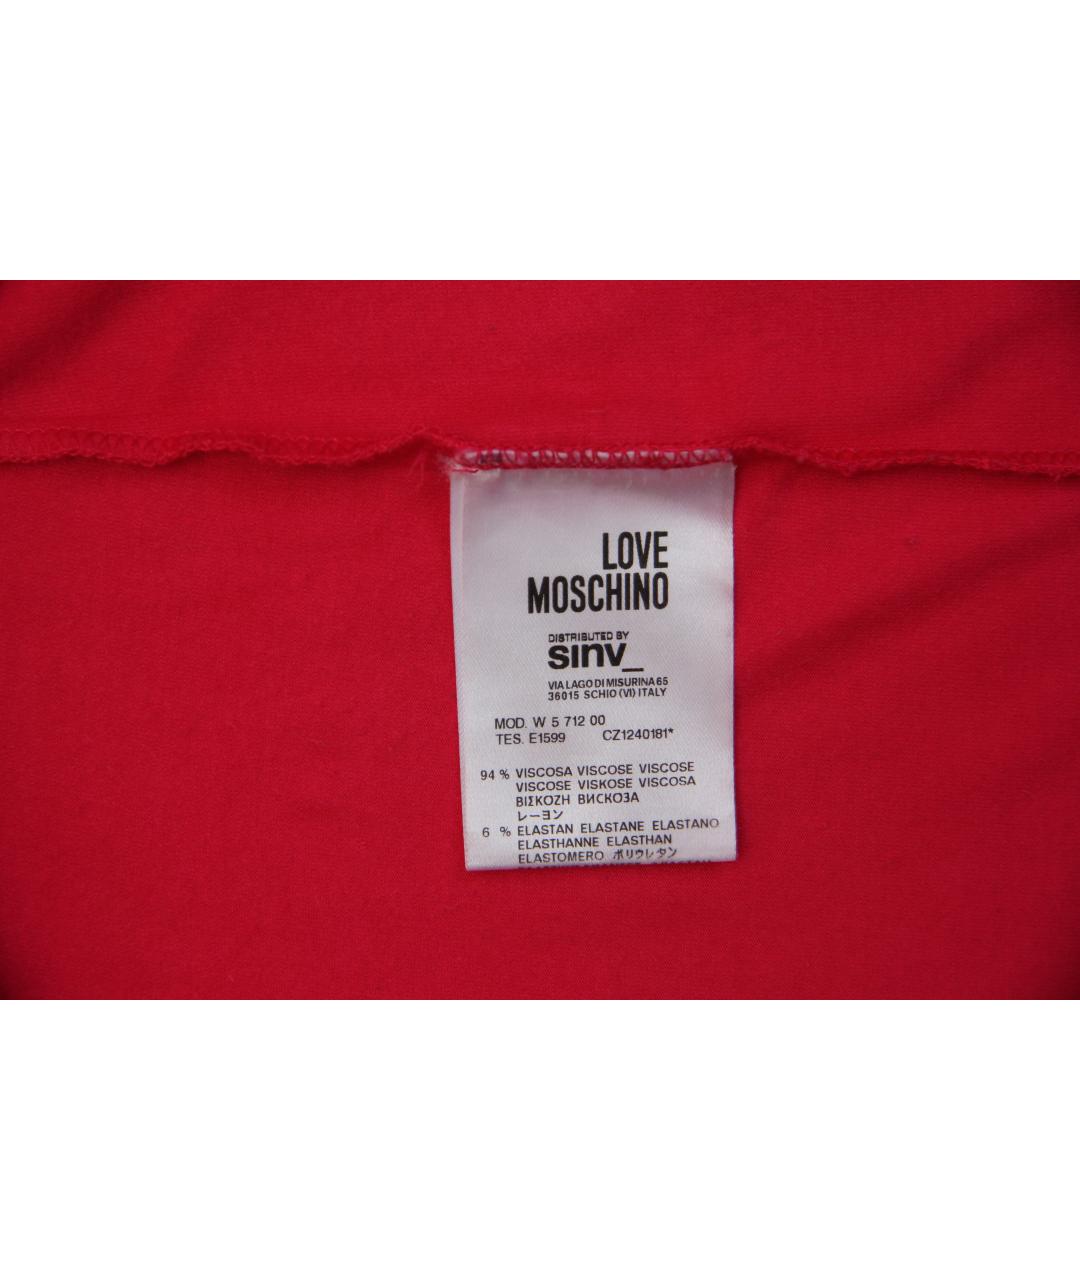 LOVE
MOSCHINO
DISTRIBUTED BY
sinv_
VIA LAGO DI MISURINA 65
36015 SCHIO (VI) ITALY
MOD. W 5 712 00
TES. E1599 CZ1240181*
94 % VISCOSA VISCOSE VISCOSE
VISCOSE VISKOSE VISCOSA
ΒΙΣΚΟΖΗ ВИСКОЗА
レーヨン
6 % ELASTAN ELASTANE ELASTANO
ELASTHANNE ELASTHAN
ELASTOMERO ポリウレタン